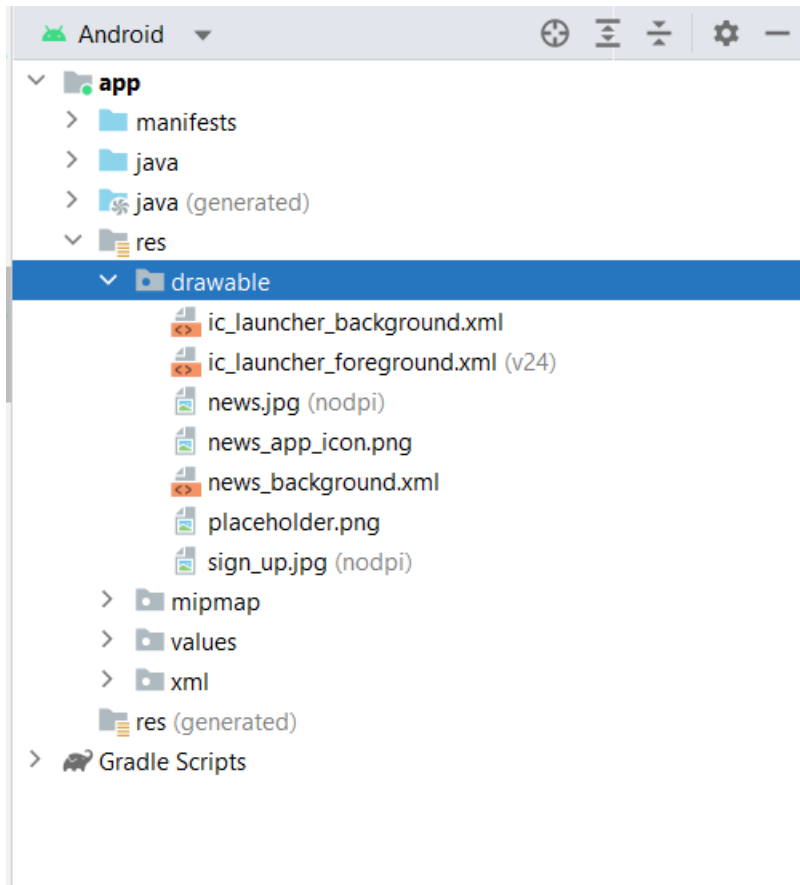 Android
app
manifests
java
java (generated)
res
drawable
ic_launcher_background.xml
ic_launcher_foreground.xml (v24)
news.jpg (nodpi)
news_app_icon.png
news_background.xml
placeholder.png
sign_up.jpg (nodpi)
mipmap
values
xml
res (generated)
Gradle Scripts